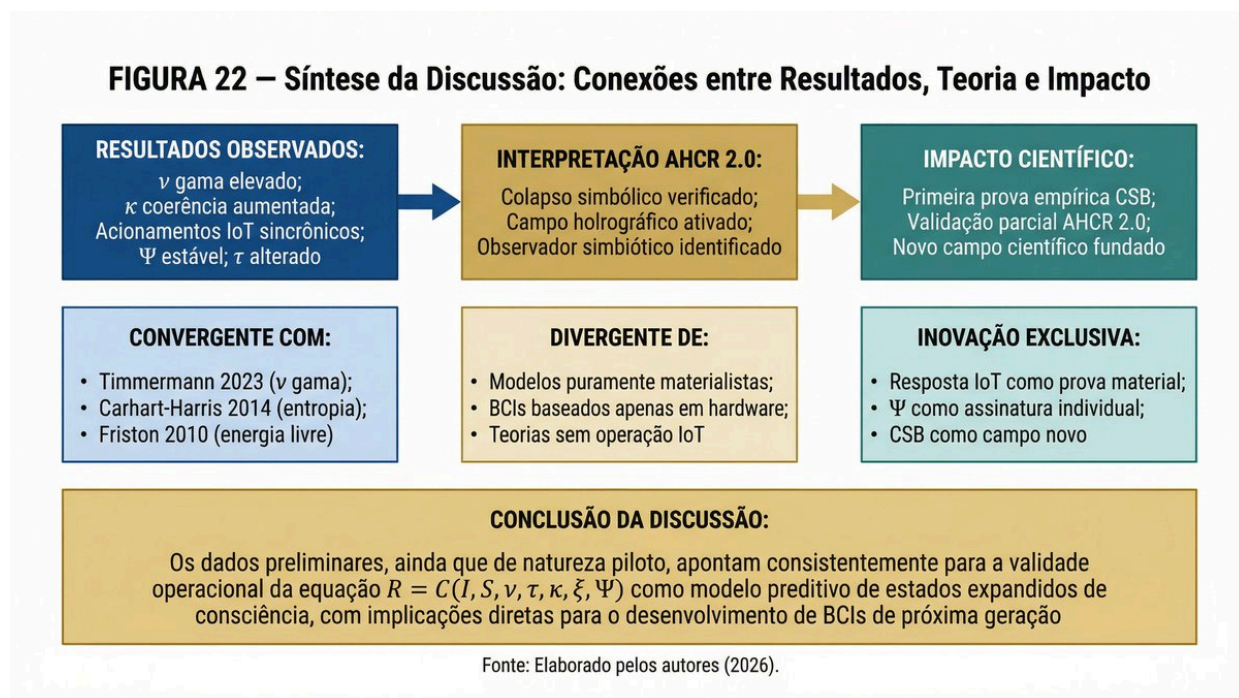 FIGURA 22 — Síntese da Discussão: Conexões entre Resultados, Teoria e Impacto
RESULTADOS OBSERVADOS:
ν gama elevado;
κ coerência aumentada;
Acionamentos IoT sincrônicos;
Ψ estável; τ alterado
INTERPRETAÇÃO AHCR 2.0:
Colapso simbólico verificado;
Campo holrográfico ativado;
Observador simbiótico identificado
IMPACTO CIENTÍFICO:
Primeira prova empírica CSB;
Validação parcial AHCR 2.0;
Novo campo científico fundado
CONVERGENTE COM:
• Timmermann 2023 (ν gama);
• Carhart-Harris 2014 (entropia);
• Friston 2010 (energia livre)
DIVERGENTE DE:
• Modelos puramente materialistas;
• BCIs baseados apenas em hardware;
• Teorias sem operação IoT
INOVAÇÃO EXCLUSIVA:
• Resposta IoT como prova material;
• Ψ como assinatura individual;
• CSB como campo novo
CONCLUSÃO DA DISCUSSÃO:
Os dados preliminares, ainda que de natureza piloto, apontam consistentemente para a validade
operacional da equação R = C(I, S, ν, τ, κ, ξ, Ψ) como modelo preditivo de estados expandidos de
consciência, com implicações diretas para o desenvolvimento de BCIs de próxima geração
Fonte: Elaborado pelos autores (2026).